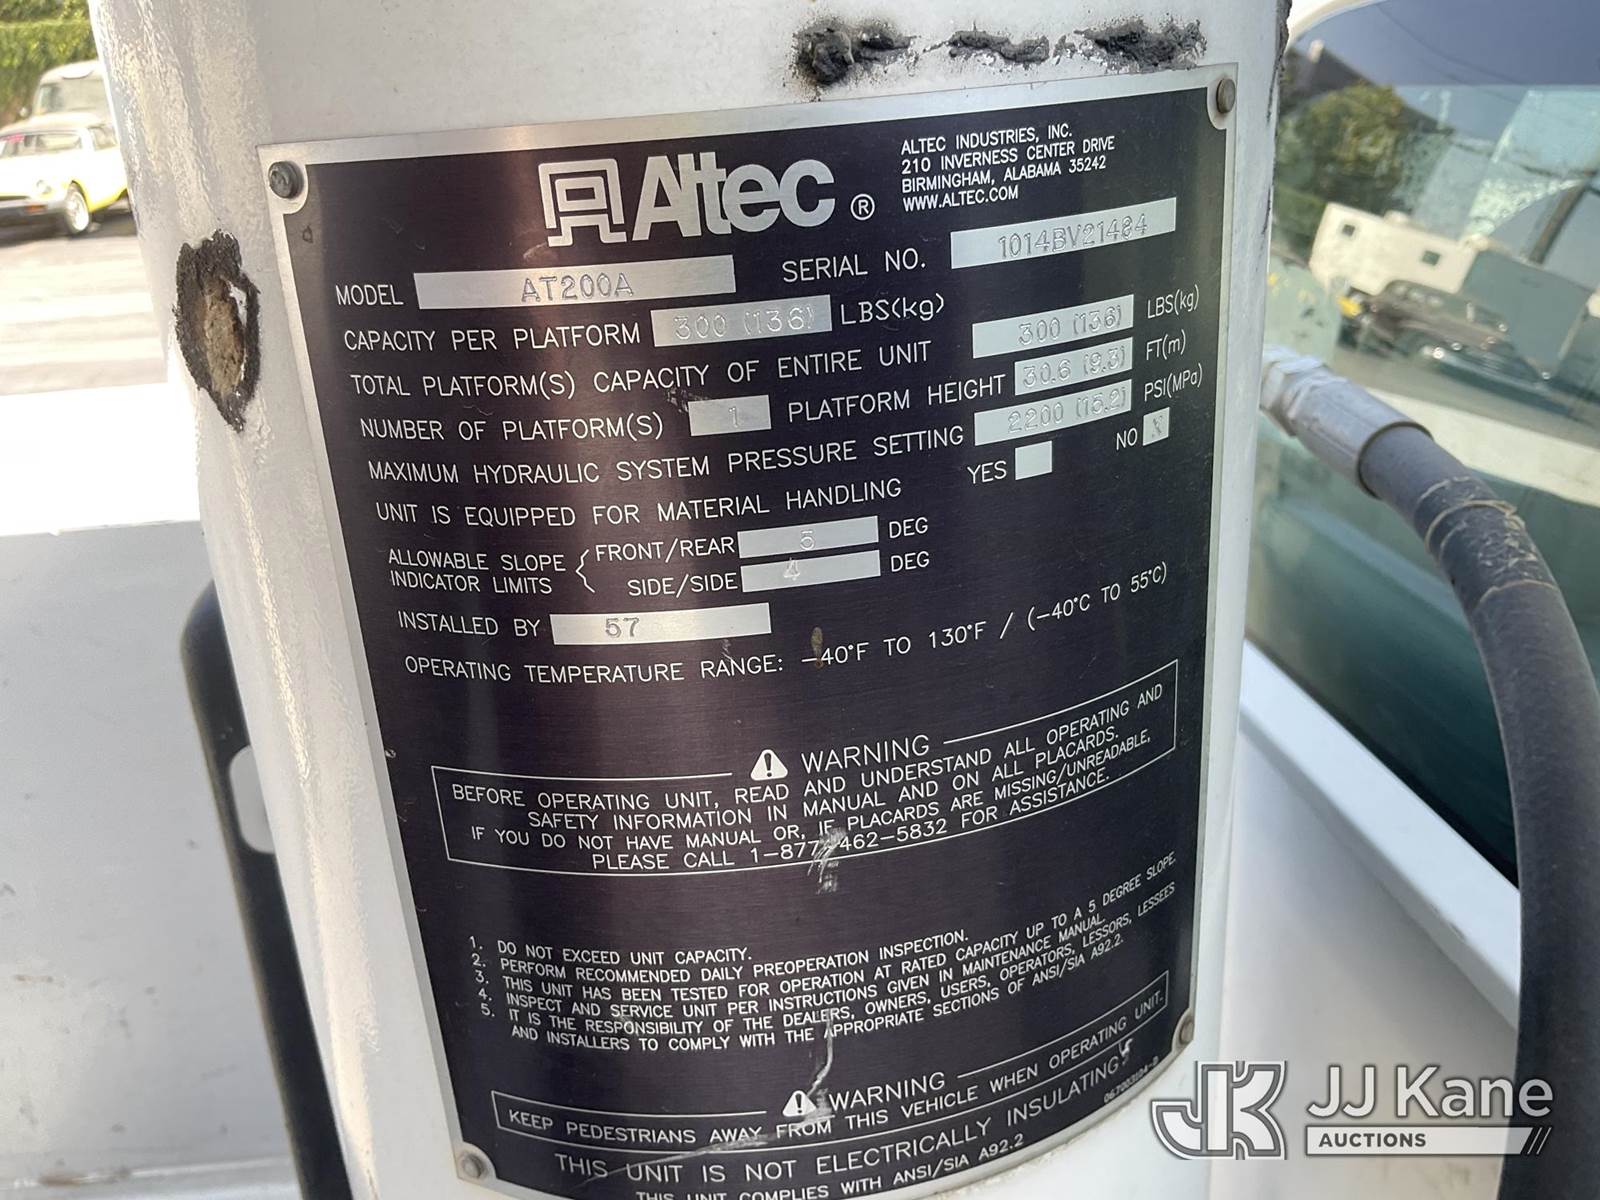 Altec ®
ALTEC INDUSTRIES, INC.
210 INVERNESS CENTER DRIVE
BIRMINGHAM, ALABAMA 35242
WWW.ALTEC.COM
MODEL AT200A SERIAL NO. 1014BV21484
CAPACITY PER PLATFORM 300 (136) LBS(kg)
TOTAL PLATFORM(S) CAPACITY OF ENTIRE UNIT 300 (136) LBS(kg)
NUMBER OF PLATFORM(S) 1 PLATFORM HEIGHT 30.6 (9.3) FT(m)
MAXIMUM HYDRAULIC SYSTEM PRESSURE SETTING 2200 (15.2) PSI(MPa)
UNIT IS EQUIPPED FOR MATERIAL HANDLING YES NO X
ALLOWABLE SLOPE INDICATOR LIMITS FRONT/REAR 5 DEG
SIDE/SIDE 4 DEG
INSTALLED BY 57
OPERATING TEMPERATURE RANGE: -40°F TO 130°F / (-40°C TO 55°C)
WARNING
BEFORE OPERATING UNIT, READ AND UNDERSTAND ALL OPERATING AND
SAFETY INFORMATION IN MANUAL AND ON ALL PLACARDS.
IF YOU DO NOT HAVE MANUAL OR, IF PLACARDS ARE MISSING/UNREADABLE,
PLEASE CALL 1-877-462-5832 FOR ASSISTANCE.
1. DO NOT EXCEED UNIT CAPACITY.
2. PERFORM RECOMMENDED DAILY PREOPERATION INSPECTION.
3. THIS UNIT HAS BEEN TESTED FOR OPERATION AT RATED CAPACITY UP TO A 5 DEGREE SLOPE.
4. INSPECT AND SERVICE UNIT PER INSTRUCTIONS GIVEN IN MAINTENANCE MANUAL.
5. IT IS THE RESPONSIBILITY OF THE DEALERS, OWNERS, USERS, OPERATORS, LESSORS, LESSEES
AND INSTALLERS TO COMPLY WITH THE APPROPRIATE SECTIONS OF ANSI/SIA A92.2.
WARNING
KEEP PEDESTRIANS AWAY FROM THIS VEHICLE WHEN OPERATING UNIT.
THIS UNIT IS NOT ELECTRICALLY INSULATING
THIS UNIT COMPLIES WITH ANSI/SIA A92.2
JK JJ Kane
AUCTIONS